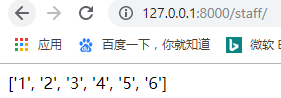 127.0.0.1:8000/staff/
应用 百度一下，你就知道 微软 E
['1', '2', '3', '4', '5', '6']